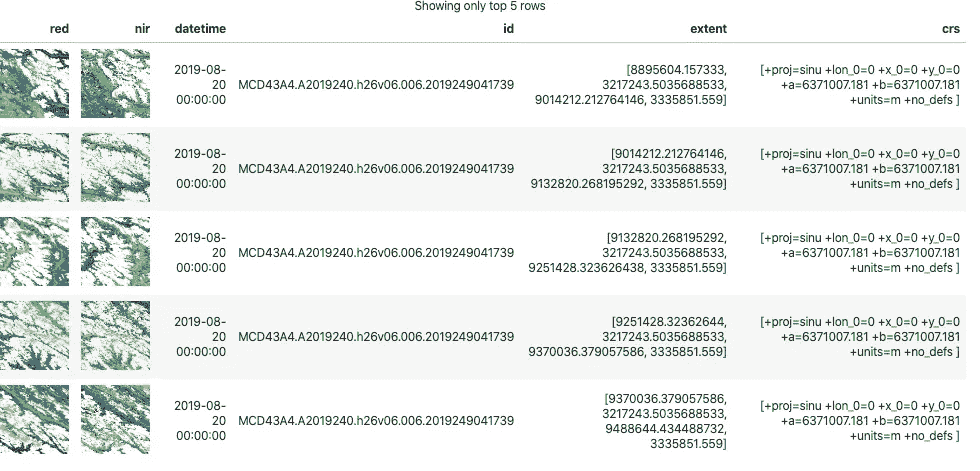 Showing only top 5 rows
red nir datetime id extent crs
2019-08-
20
00:00:00
MCD43A4.A2019240.h26v06.006.2019249041739
[8895604.157333,
3217243.5035688533,
9014212.212764146, 3335851.559]
[+proj=sinu +lon_0=0 +x_0=0 +y_0=0
+a=6371007.181 +b=6371007.181
+units=m +no_defs ]
2019-08-
20
00:00:00
MCD43A4.A2019240.h26v06.006.2019249041739
[9014212.212764146,
3217243.5035688533,
9132820.268195292, 3335851.559]
[+proj=sinu +lon_0=0 +x_0=0 +y_0=0
+a=6371007.181 +b=6371007.181
+units=m +no_defs ]
2019-08-
20
00:00:00
MCD43A4.A2019240.h26v06.006.2019249041739
[9132820.268195292,
3217243.5035688533,
9251428.323626438, 3335851.559]
[+proj=sinu +lon_0=0 +x_0=0 +y_0=0
+a=6371007.181 +b=6371007.181
+units=m +no_defs ]
2019-08-
20
00:00:00
MCD43A4.A2019240.h26v06.006.2019249041739
[9251428.32362644,
3217243.5035688533,
9370036.379057586, 3335851.559]
[+proj=sinu +lon_0=0 +x_0=0 +y_0=0
+a=6371007.181 +b=6371007.181
+units=m +no_defs ]
2019-08-
20
00:00:00
MCD43A4.A2019240.h26v06.006.2019249041739
[9370036.379057586,
3217243.5035688533,
9488644.434488732,
3335851.559]
[+proj=sinu +lon_0=0 +x_0=0 +y_0=0
+a=6371007.181 +b=6371007.181
+units=m +no_defs ]